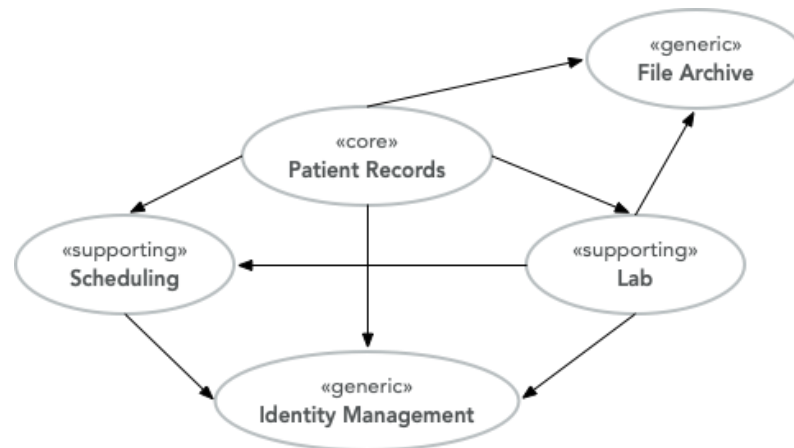 «generic»
File Archive
«core»
Patient Records
«supporting»
Scheduling
«supporting»
Lab
«generic»
Identity Management